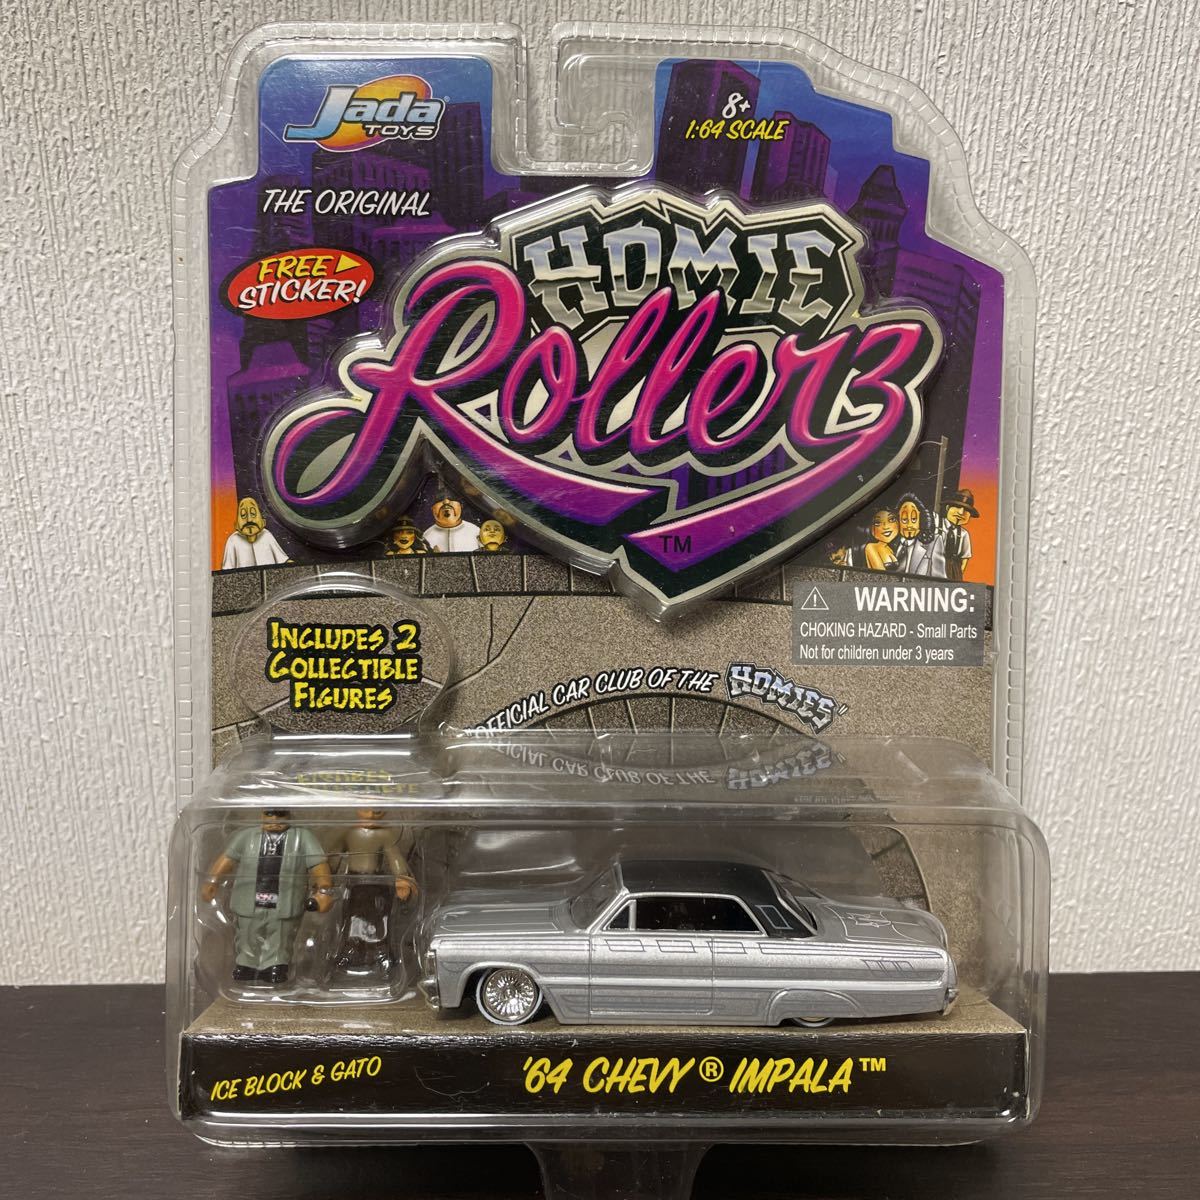 Jada
TOYS
8+
1:64 SCALE
THE ORIGINAL
HOMIE
Rollerz
TM
FREE
STICKER!
WARNING:
CHOKING HAZARD - Small Parts
Not for children under 3 years
INCLUDES 2
COLLECTIBLE
FIGURES
"OFFICIAL CAR CLUB OF THE HOMIES"
ICE BLOCK & GATO
'64 CHEVY® IMPALA™